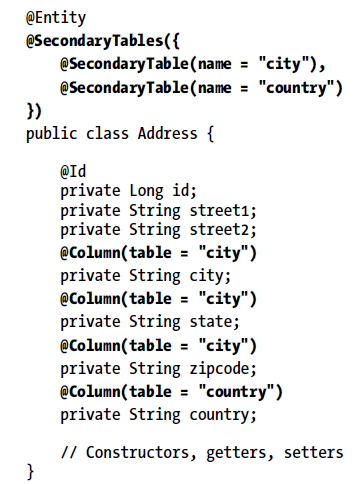 @Entity
@SecondaryTables({
    @SecondaryTable(name = "city"),
    @SecondaryTable(name = "country")
})
public class Address {

    @Id
    private Long id;
    private String street1;
    private String street2;
    @Column(table = "city")
    private String city;
    @Column(table = "city")
    private String state;
    @Column(table = "city")
    private String zipcode;
    @Column(table = "country")
    private String country;

    // Constructors, getters, setters
}